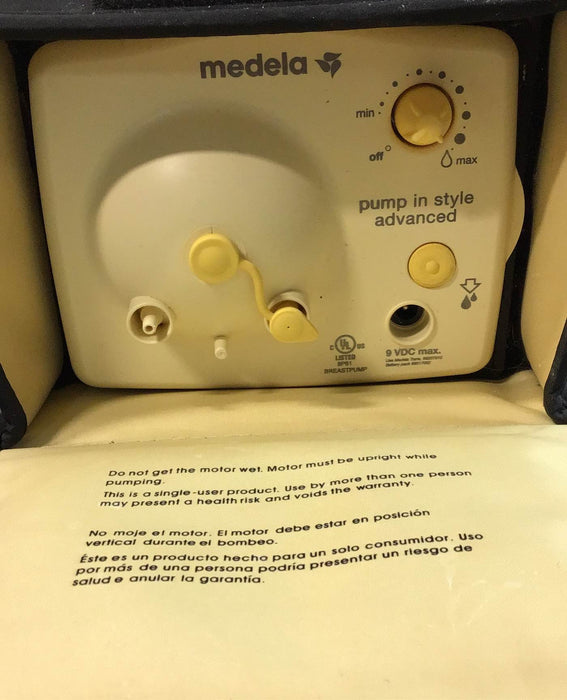 medela
min
off
max
pump in style
advanced
C UL US
LISTED
BREASTPUMP
9 VDC max.
Do not get the motor wet. Motor must be upright while
pumping.
This is a single-user product. Use by more than one person
may present a health risk and voids the warranty.
No moje el motor. El motor debe estar en posición
vertical durante el bombeo.
Éste es un producto hecho para un solo consumidor. Uso
por más de una persona podría presentar un riesgo de
salud e anular la garantía.